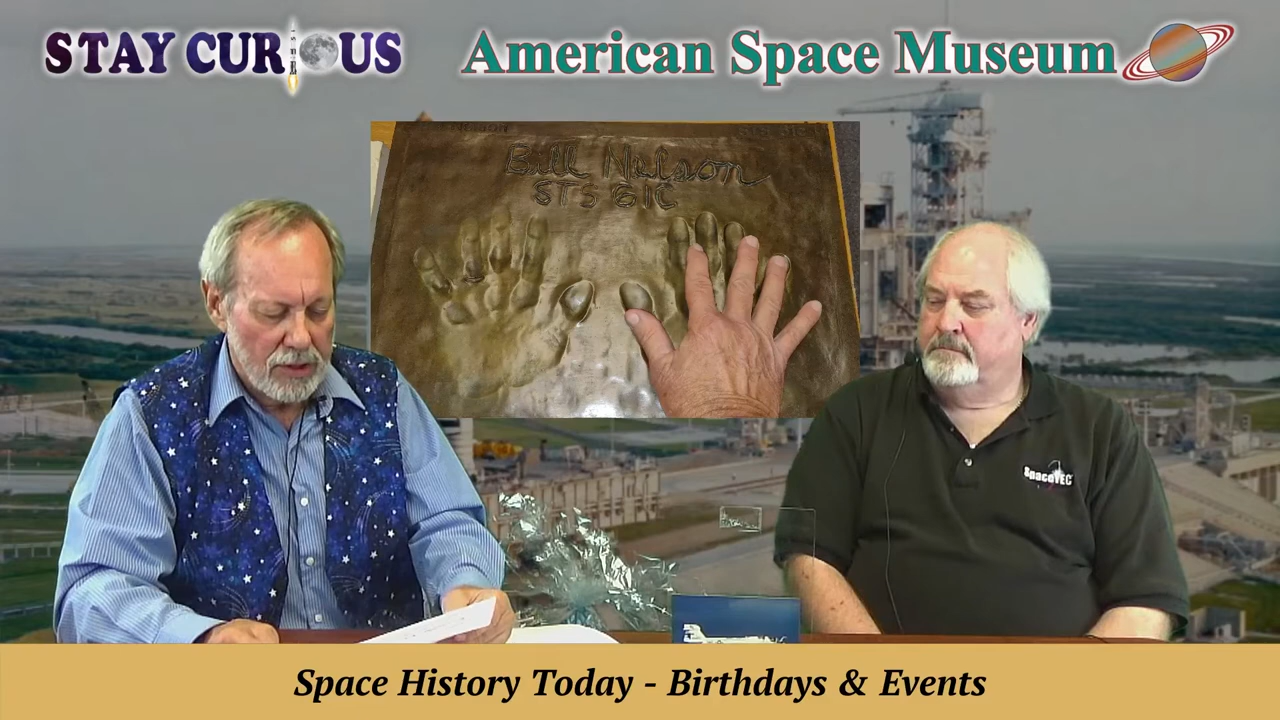 STAY CURIOUS
American Space Museum
Bill Nelson
STS 61C
SpaceTEC
Space History Today - Birthdays & Events